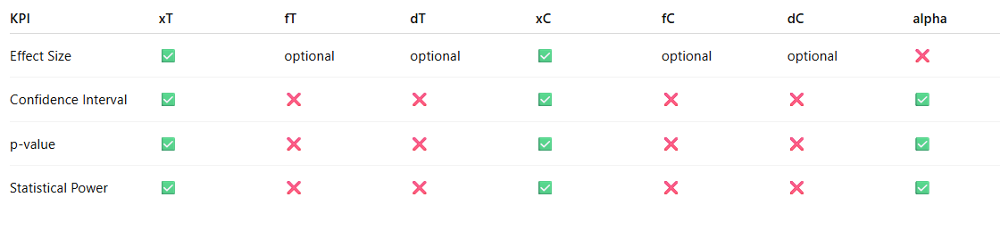 KPI xT fT dT xC fC dC alpha
Effect Size ✅ optional optional ✅ optional optional ❌
Confidence Interval ✅ ❌ ❌ ✅ ❌ ❌ ✅
p-value ✅ ❌ ❌ ✅ ❌ ❌ ✅
Statistical Power ✅ ❌ ❌ ✅ ❌ ❌ ✅